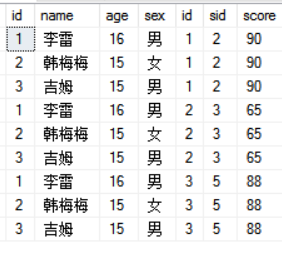 id name age sex id sid score
1 李雷 16 男 1 2 90
2 韩梅梅 15 女 1 2 90
3 吉姆 15 男 1 2 90
1 李雷 16 男 2 3 65
2 韩梅梅 15 女 2 3 65
3 吉姆 15 男 2 3 65
1 李雷 16 男 3 5 88
2 韩梅梅 15 女 3 5 88
3 吉姆 15 男 3 5 88